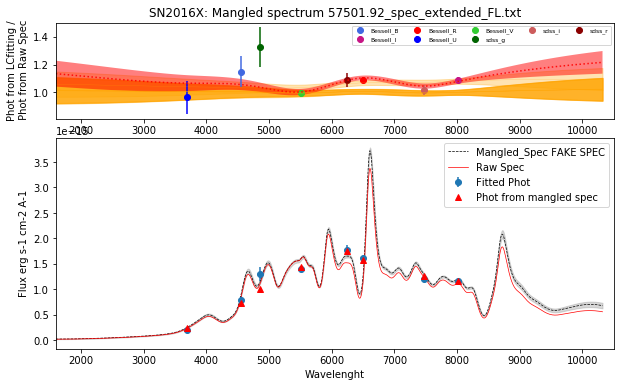 SN2016X: Mangled spectrum 57501.92_spec_extended_FL.txt
Phot from LCfitting /
Phot from Raw Spec
1.4
1.2
1.0
Bessell_B
Bessell_I
Bessell_R
Bessell_U
Bessell_V
sdss_g
sdss_i
sdss_r
2000 3000 4000 5000 6000 7000 8000 9000 10000
1e-15
Flux erg s-1 cm-2 A-1
3.5
3.0
2.5
2.0
1.5
1.0
0.5
0.0
Mangled_Spec FAKE SPEC
Raw Spec
Fitted Phot
Phot from mangled spec
2000 3000 4000 5000 6000 7000 8000 9000 10000
Wavelenght